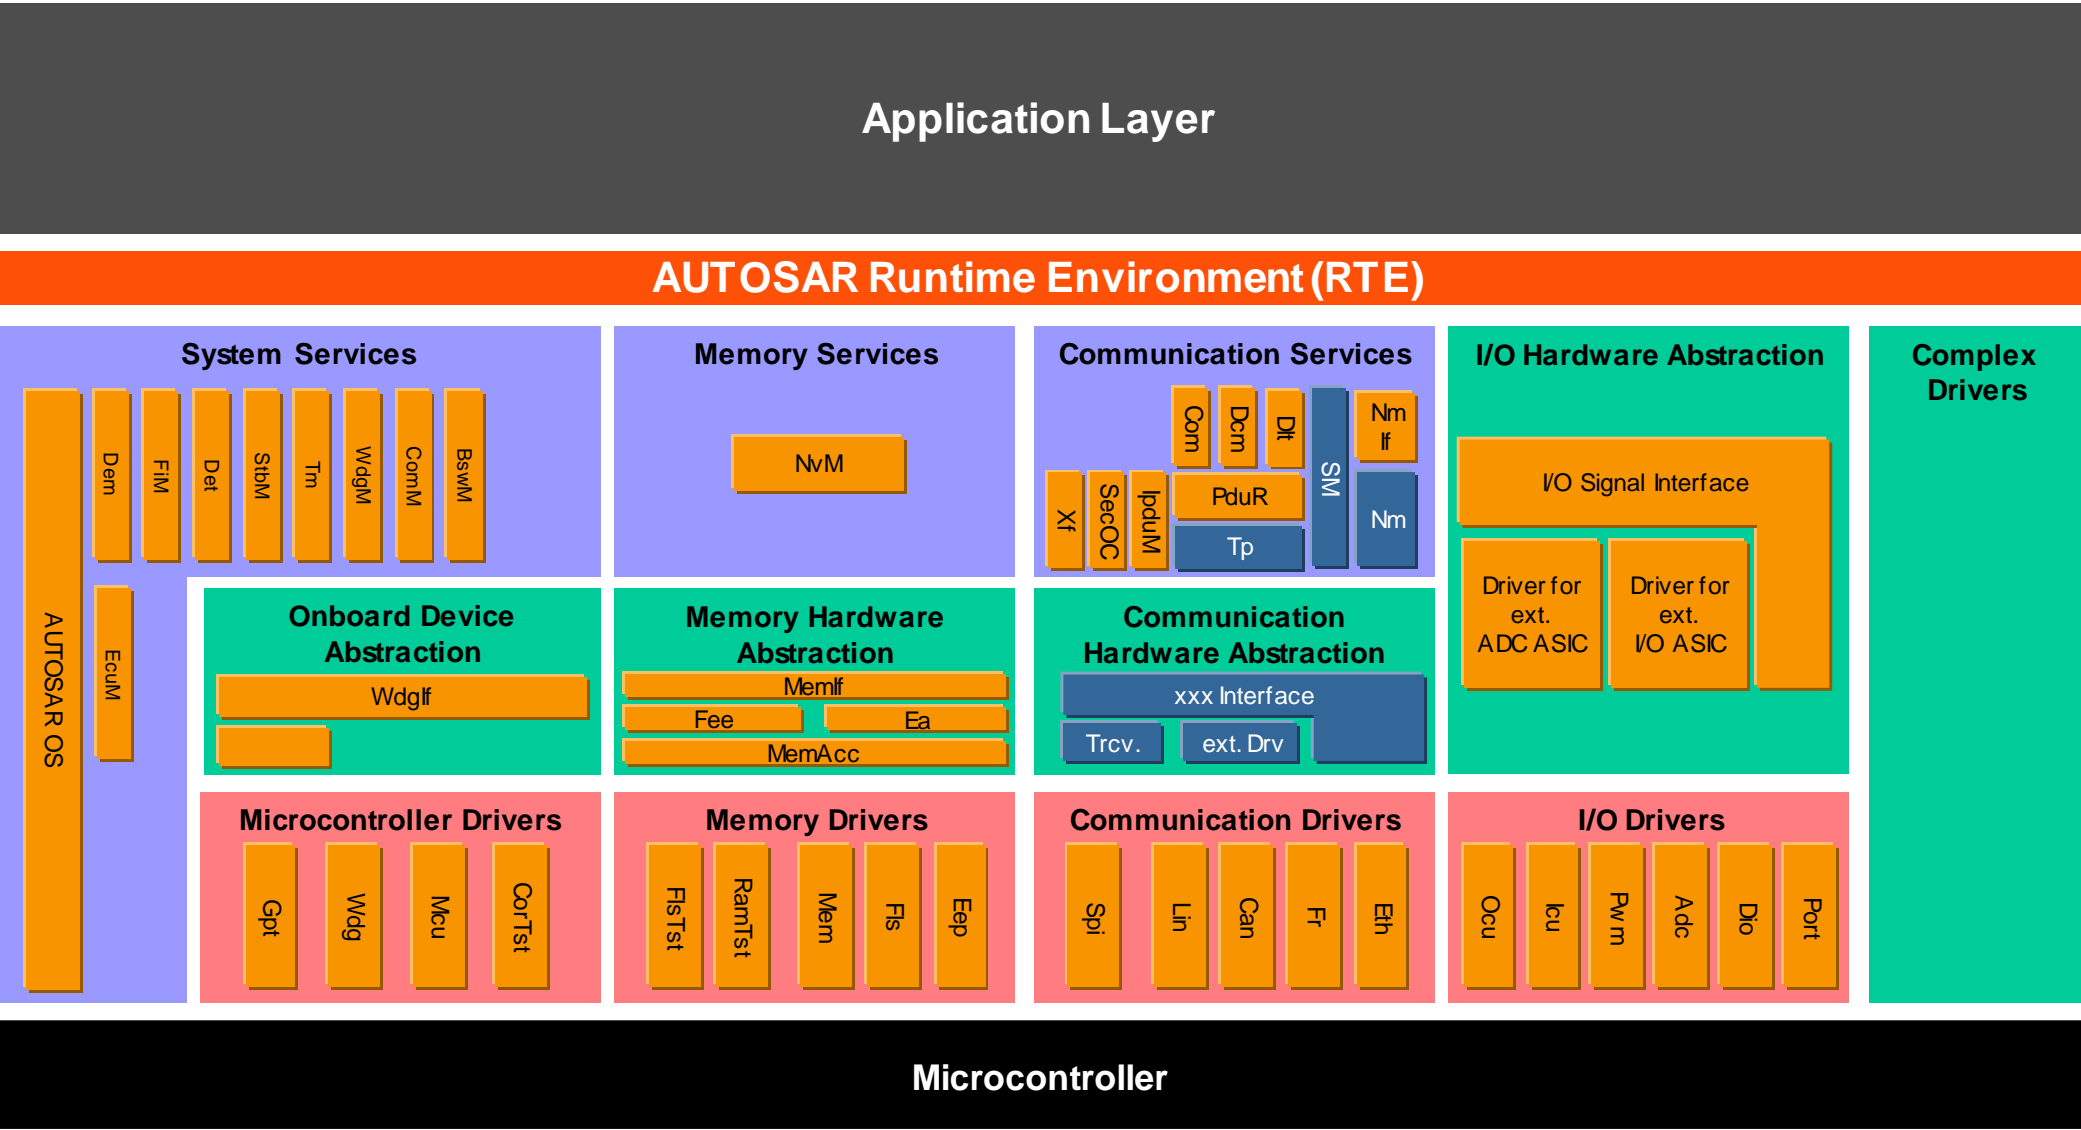 Application Layer
AUTOSAR Runtime Environment (RTE)
System Services
AUTOSAR OS
Dem
FiM
Det
StbM
Tm
WdgM
ComM
BswM
EcuM
Memory Services
NvM
Communication Services
Com
Dcm
Dlt
SM
Nm
If
Xf
SecOC
IpduM
PduR
Tp
Nm
I/O Hardware Abstraction
I/O Signal Interface
Driver for
ext.
ADC ASIC
Driver for
ext.
I/O ASIC
Complex
Drivers
Onboard Device
Abstraction
WdgIf
Memory Hardware
Abstraction
MemIf
Fee
Ea
MemAcc
Communication
Hardware Abstraction
xxx Interface
Trcv.
ext. Drv
Microcontroller Drivers
Gpt
Wdg
Mcu
CorTst
Memory Drivers
FlsTst
RamTst
Mem
Fls
Eep
Communication Drivers
Spi
Lin
Can
Fr
Eth
I/O Drivers
Ocu
Icu
Pwm
Adc
Dio
Port
Microcontroller